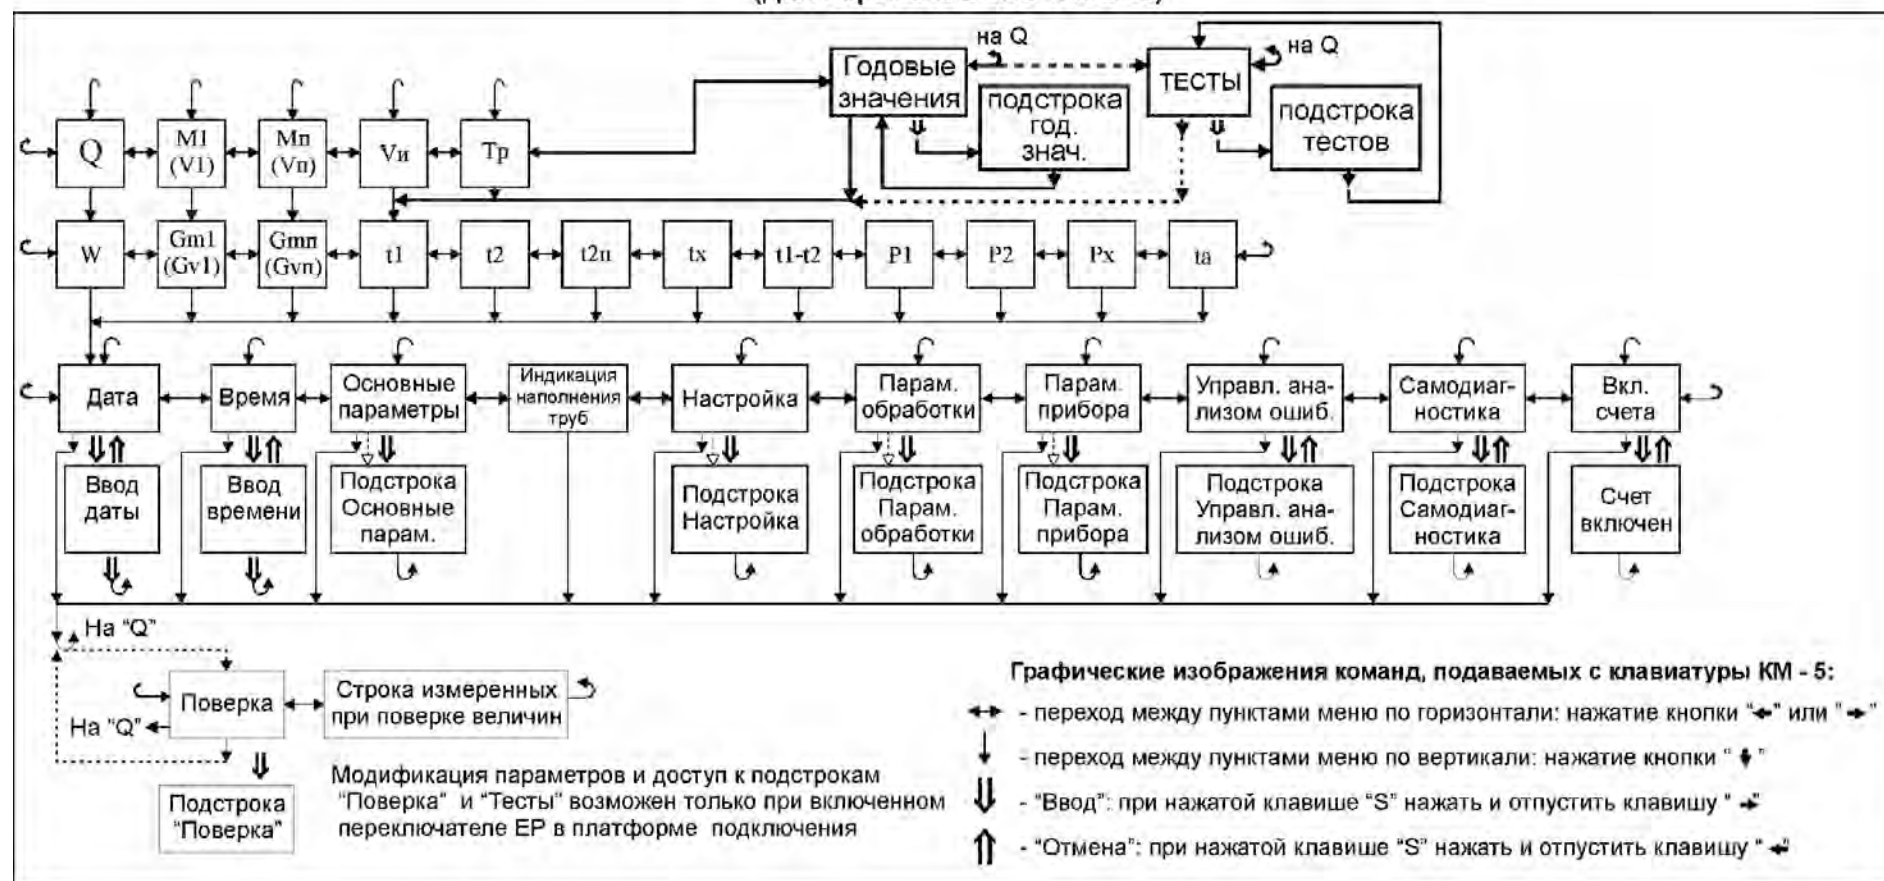 на Q
на Q
Годовые
значения
ТЕСТЫ
подстрока
год.
знач.
подстрока
тестов
Q
М1
(V1)
Мп
(Vп)
Vи
Тр
W
Gm1
(Gv1)
Gmп
(Gvп)
t1
t2
t2п
tх
t1-t2
P1
P2
Pх
tа
Дата
Время
Основные
параметры
Индикация
наполнения
труб
Настройка
Парам.
обработки
Парам.
прибора
Управл. ана-
лизом ошиб.
Самодиаг-
ностика
Вкл.
счета
Ввод
даты
Ввод
времени
Подстрока
Основные
парам.
Подстрока
Настройка
Подстрока
Парам.
обработки
Подстрока
Парам.
прибора
Подстрока
Управл. ана-
лизом ошиб.
Подстрока
Самодиаг-
ностика
Счет
включен
На “Q”
Поверка
Строка измеренных
при поверке величин
На “Q”
Подстрока
“Поверка”
Модификация параметров и доступ к подстрокам
“Поверка” и “Тесты” возможен только при включенном
переключателе ЕР в платформе подключения
Графические изображения команд, подаваемых с клавиатуры КМ - 5:
- переход между пунктами меню по горизонтали: нажатие кнопки “←” или “→”
- переход между пунктами меню по вертикали: нажатие кнопки “↓”
- “Ввод”: при нажатой клавише “S” нажать и отпустить клавишу “→”
- “Отмена”: при нажатой клавише “S” нажать и отпустить клавишу “←”